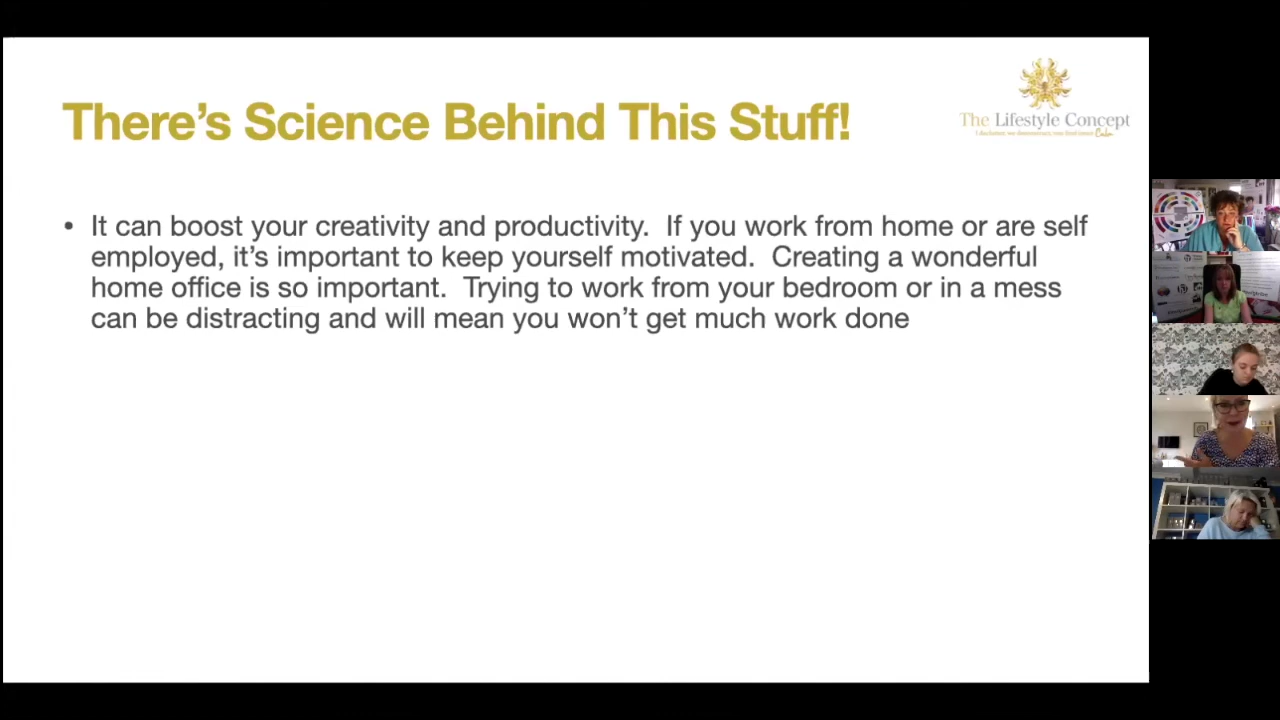 There's Science Behind This Stuff!
The Lifestyle Concept
I declutter, we
• It can boost your creativity and productivity.  If you work from home or are self
employed, it's important to keep yourself motivated.  Creating a wonderful
home office is so important.  Trying to work from your bedroom or in a mess
can be distracting and will mean you won't get much work done